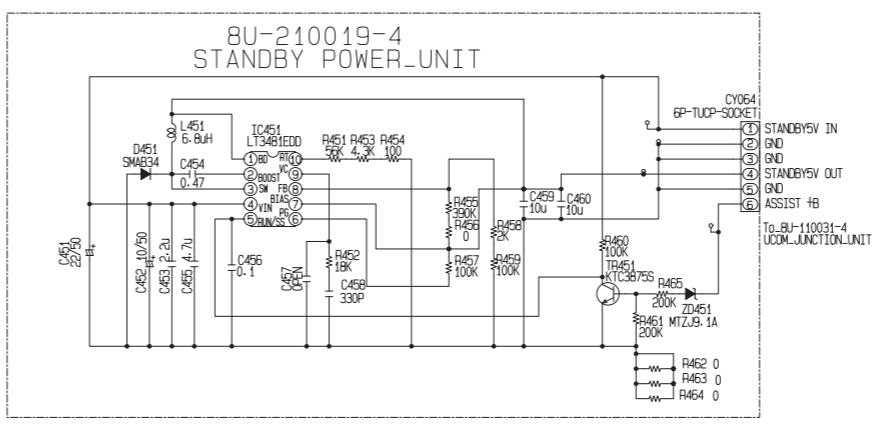 8U-210019-4
STANDBY POWER_UNIT
CY064
6P-TUCP-SOCKET
1 STANDBY5V IN
2 GND
3 GND
4 STANDBY5V OUT
5 GND
6 ASSIST +B
To_8U-110031-4
UCOM_JUNCTION_UNIT
L451
6.8uH
IC451
LT3481EDD
1 BD
2 BOOST
3 SW
4 VIN
5 RUN/SS
RT 10
VC 9
FB 8
BIAS 7
PG 6
R451
56K
R453
4.3K
R454
100
D451
SMAB34
C454
0.47
C451
22/50
C452 10/50
C453 2.2u
C455 4.7u
C456
0.1
C457
OPEN
R452
18K
C458
330P
R455
390K
R456
0
R457
100K
R458
2K
R459
100K
C459
10u
C460
10u
R460
100K
TR451
KTC3875S
R465
200K
ZD451
MTZJ9.1A
R461
200K
R462 0
R463 0
R464 0